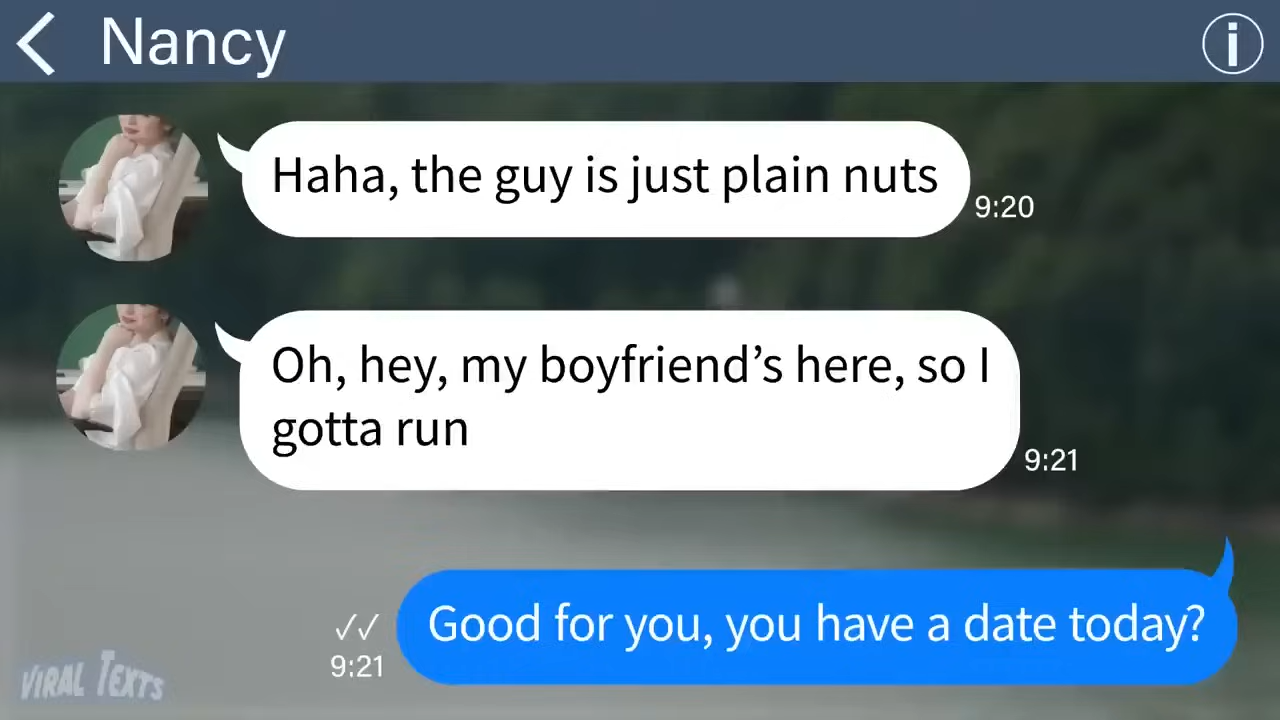 Nancy
i
Haha, the guy is just plain nuts
9:20
Oh, hey, my boyfriend’s here, so I
gotta run
9:21
Good for you, you have a date today?
9:21
VIRAL TEXTS